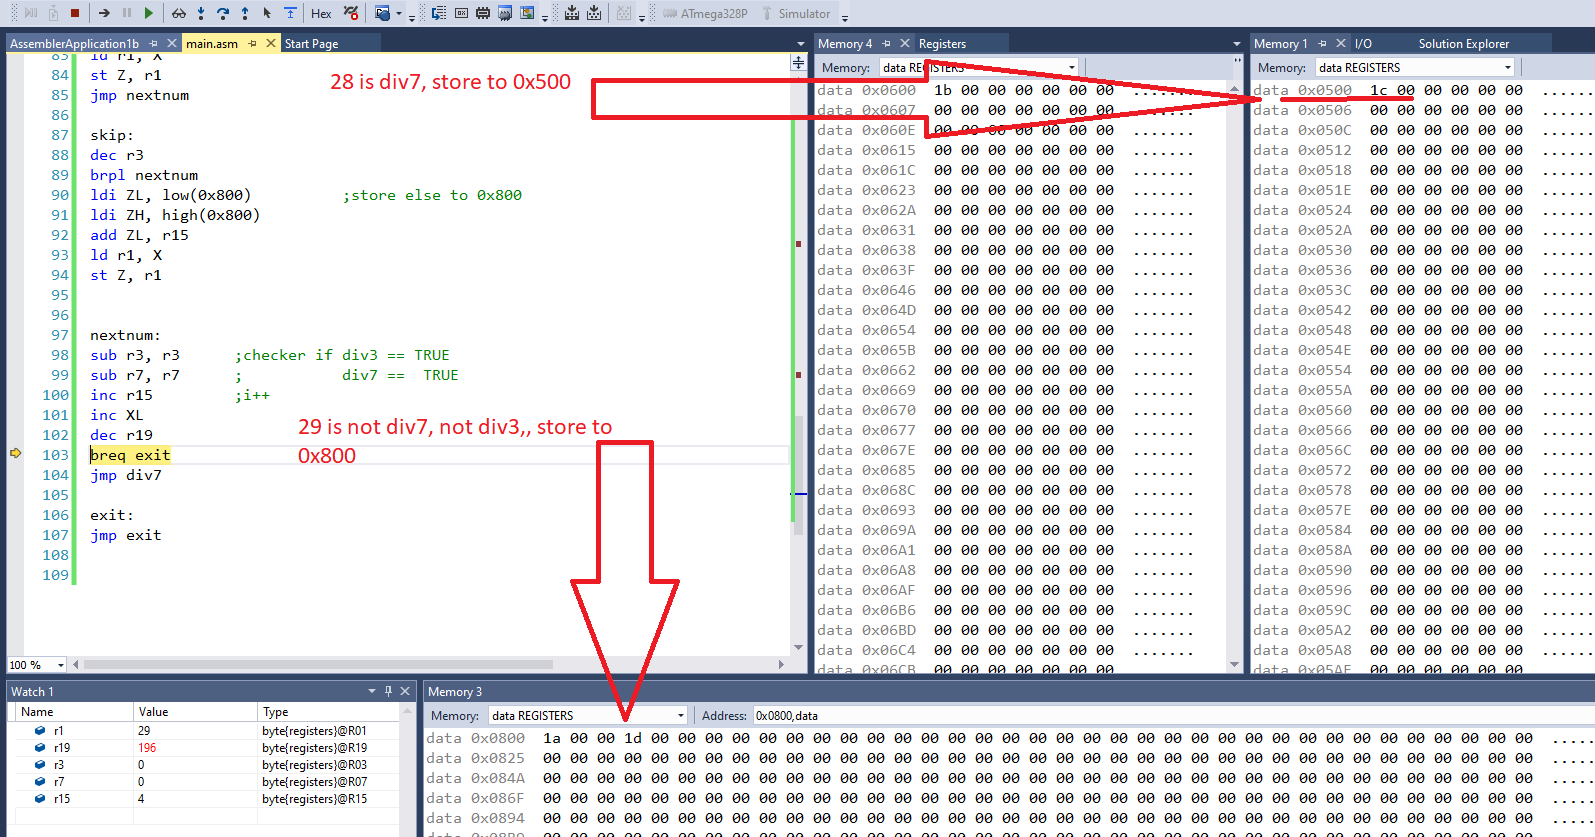 Hex
ATmega328P
Simulator
AssemblerApplication1b
main.asm
Start Page
84 st Z, r1
85 jmp nextnum
86
87 skip:
88 dec r3
89 brpl nextnum
90 ldi ZL, low(0x800) ;store else to 0x800
91 ldi ZH, high(0x800)
92 add ZL, r15
93 ld r1, X
94 st Z, r1
95
96
97 nextnum:
98 sub r3, r3 ;checker if div3 == TRUE
99 sub r7, r7 ; div7 == TRUE
100 inc r15 ;i++
101 inc XL
102 dec r19
103 breq exit
104 jmp div7
105
106 exit:
107 jmp exit
108
109
100 %
28 is div7, store to 0x500
29 is not div7, not div3,, store to
0x800
Memory 4
Registers
Memory: data REGISTERS
data 0x0600 1b 00 00 00 00 00 00 .......
data 0x0607 00 00 00 00 00 00 00 .......
data 0x060E 00 00 00 00 00 00 00 .......
data 0x0615 00 00 00 00 00 00 00 .......
data 0x061C 00 00 00 00 00 00 00 .......
data 0x0623 00 00 00 00 00 00 00 .......
data 0x062A 00 00 00 00 00 00 00 .......
data 0x0631 00 00 00 00 00 00 00 .......
data 0x0638 00 00 00 00 00 00 00 .......
data 0x063F 00 00 00 00 00 00 00 .......
data 0x0646 00 00 00 00 00 00 00 .......
data 0x064D 00 00 00 00 00 00 00 .......
data 0x0654 00 00 00 00 00 00 00 .......
data 0x065B 00 00 00 00 00 00 00 .......
data 0x0662 00 00 00 00 00 00 00 .......
data 0x0669 00 00 00 00 00 00 00 .......
data 0x0670 00 00 00 00 00 00 00 .......
data 0x0677 00 00 00 00 00 00 00 .......
data 0x067E 00 00 00 00 00 00 00 .......
data 0x0685 00 00 00 00 00 00 00 .......
data 0x068C 00 00 00 00 00 00 00 .......
data 0x0693 00 00 00 00 00 00 00 .......
data 0x069A 00 00 00 00 00 00 00 .......
data 0x06A1 00 00 00 00 00 00 00 .......
data 0x06A8 00 00 00 00 00 00 00 .......
data 0x06AF 00 00 00 00 00 00 00 .......
data 0x06B6 00 00 00 00 00 00 00 .......
data 0x06BD 00 00 00 00 00 00 00 .......
data 0x06C4 00 00 00 00 00 00 00 .......
data 0x06CB 00 00 00 00 00 00 00 .......
Memory 1
I/O
Solution Explorer
Memory: data REGISTERS
data 0x0500 1c 00 00 00 00 00 ......
data 0x0506 00 00 00 00 00 00 ......
data 0x050C 00 00 00 00 00 00 ......
data 0x0512 00 00 00 00 00 00 ......
data 0x0518 00 00 00 00 00 00 ......
data 0x051E 00 00 00 00 00 00 ......
data 0x0524 00 00 00 00 00 00 ......
data 0x052A 00 00 00 00 00 00 ......
data 0x0530 00 00 00 00 00 00 ......
data 0x0536 00 00 00 00 00 00 ......
data 0x053C 00 00 00 00 00 00 ......
data 0x0542 00 00 00 00 00 00 ......
data 0x0548 00 00 00 00 00 00 ......
data 0x054E 00 00 00 00 00 00 ......
data 0x0554 00 00 00 00 00 00 ......
data 0x055A 00 00 00 00 00 00 ......
data 0x0560 00 00 00 00 00 00 ......
data 0x0566 00 00 00 00 00 00 ......
data 0x056C 00 00 00 00 00 00 ......
data 0x0572 00 00 00 00 00 00 ......
data 0x0578 00 00 00 00 00 00 ......
data 0x057E 00 00 00 00 00 00 ......
data 0x0584 00 00 00 00 00 00 ......
data 0x058A 00 00 00 00 00 00 ......
data 0x0590 00 00 00 00 00 00 ......
data 0x0596 00 00 00 00 00 00 ......
data 0x059C 00 00 00 00 00 00 ......
data 0x05A2 00 00 00 00 00 00 ......
data 0x05A8 00 00 00 00 00 00 ......
data 0x05AE 00 00 00 00 00 00 ......
Watch 1
Name Value Type
r1 29 byte{registers}@R01
r19 196 byte{registers}@R19
r3 0 byte{registers}@R03
r7 0 byte{registers}@R07
r15 4 byte{registers}@R15
Memory 3
Memory: data REGISTERS Address: 0x0800,data
data 0x0800 1a 00 00 1d 00 00 00 00 00 00 00 00 00 00 00 00 00 00 00 00 00 00 00 00 00 00 00 00 00 00 00 00 00 00 00 00 00 .....
data 0x0825 00 00 00 00 00 00 00 00 00 00 00 00 00 00 00 00 00 00 00 00 00 00 00 00 00 00 00 00 00 00 00 00 00 00 00 00 00 .....
data 0x084A 00 00 00 00 00 00 00 00 00 00 00 00 00 00 00 00 00 00 00 00 00 00 00 00 00 00 00 00 00 00 00 00 00 00 00 00 00 .....
data 0x086F 00 00 00 00 00 00 00 00 00 00 00 00 00 00 00 00 00 00 00 00 00 00 00 00 00 00 00 00 00 00 00 00 00 00 00 00 00 .....
data 0x0894 00 00 00 00 00 00 00 00 00 00 00 00 00 00 00 00 00 00 00 00 00 00 00 00 00 00 00 00 00 00 00 00 00 00 00 00 00 .....